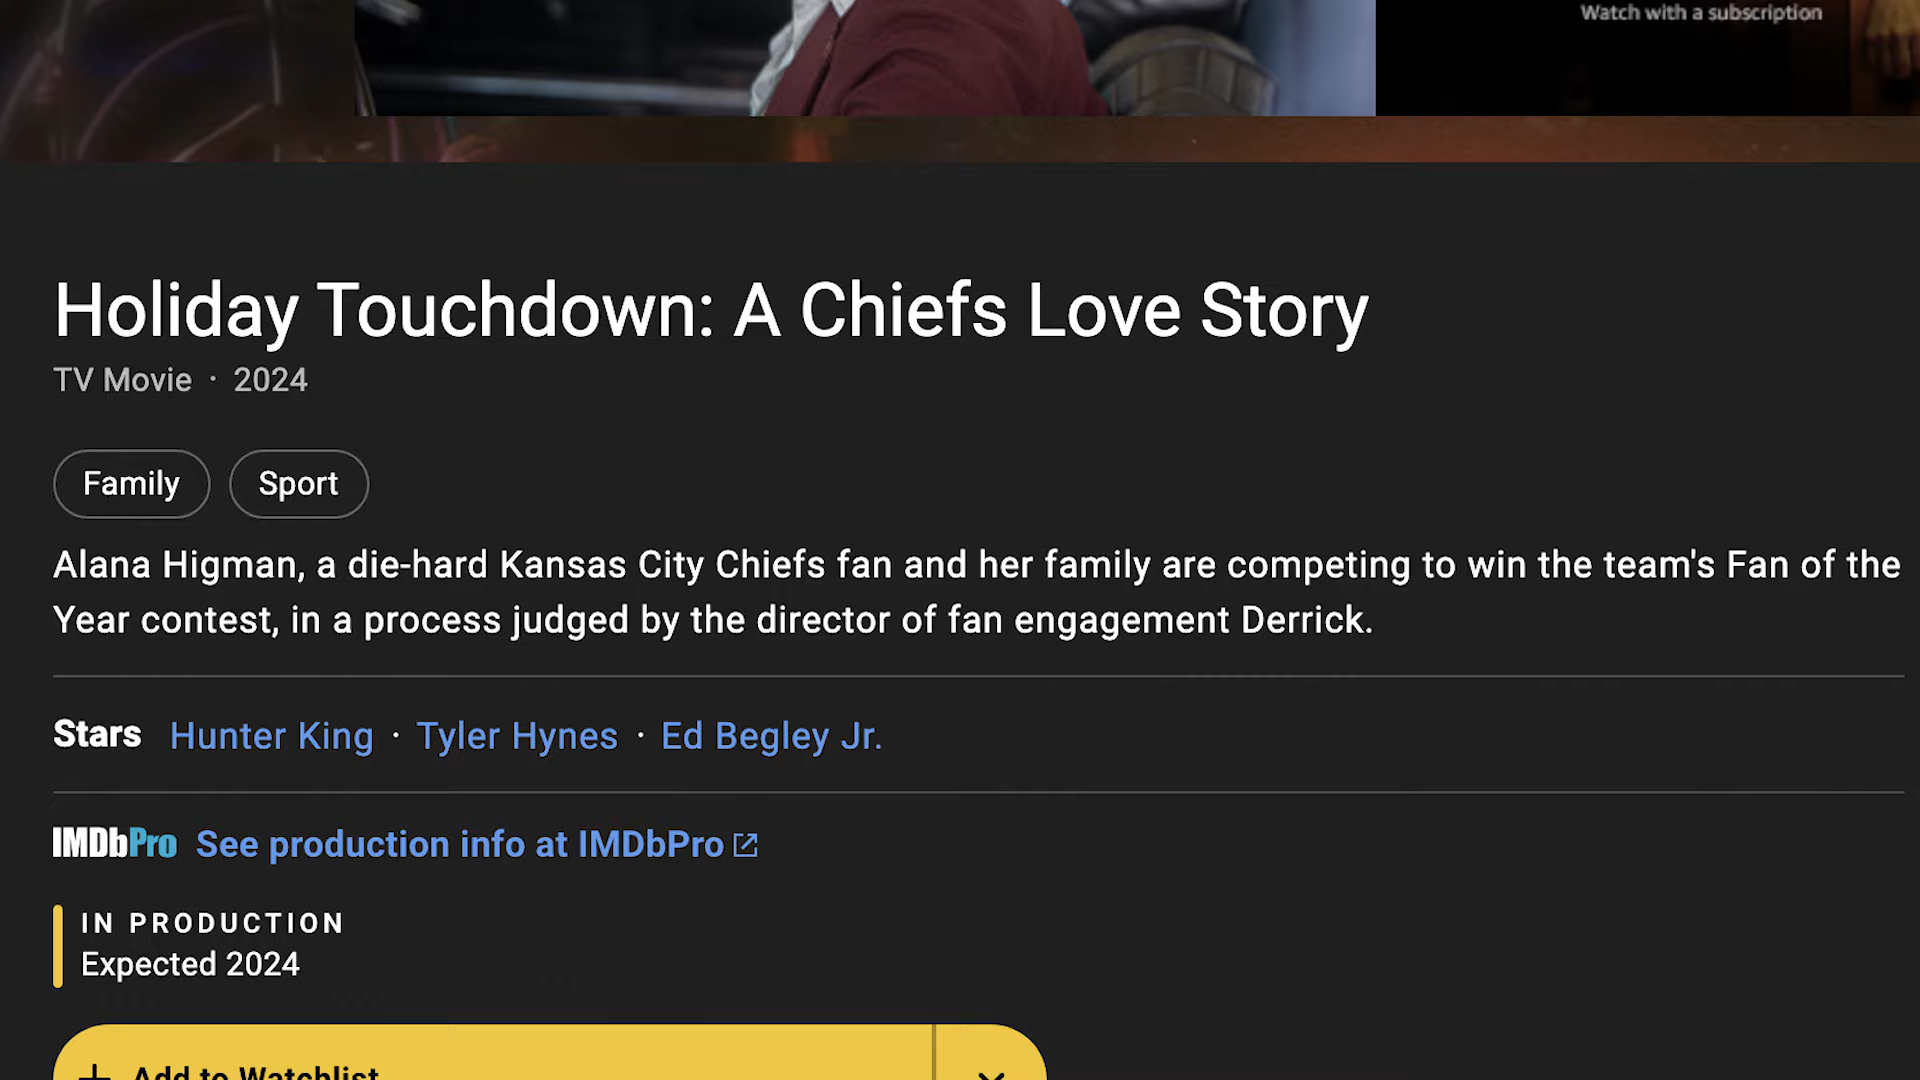 Watch with a subscription
Holiday Touchdown: A Chiefs Love Story
TV Movie · 2024
Family Sport
Alana Higman, a die-hard Kansas City Chiefs fan and her family are competing to win the team's Fan of the
Year contest, in a process judged by the director of fan engagement Derrick.
Stars Hunter King · Tyler Hynes · Ed Begley Jr.
IMDbPro See production info at IMDbPro
IN PRODUCTION
Expected 2024
+ Add to Watchlist